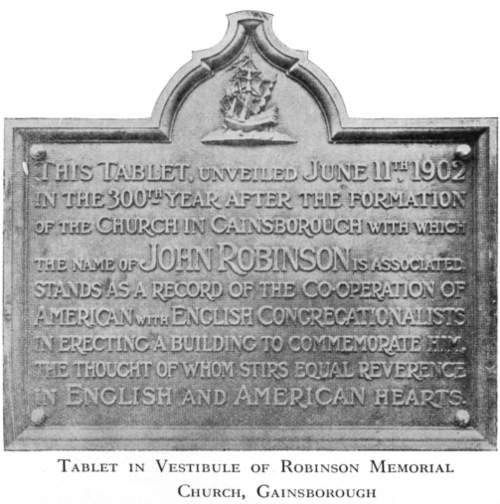 THIS TABLET, UNVEILED JUNE 11TH, 1902
IN THE 300TH YEAR AFTER THE FORMATION
OF THE CHURCH IN GAINSBOROUGH WITH WHICH
THE NAME OF JOHN ROBINSON IS ASSOCIATED
STANDS AS A RECORD OF THE CO-OPERATION OF
AMERICAN WITH ENGLISH CONGREGATIONALISTS
IN ERECTING A BUILDING TO COMMEMORATE HIM,
THE THOUGHT OF WHOM STIRS EQUAL REVERENCE
IN ENGLISH AND AMERICAN HEARTS.
TABLET IN VESTIBULE OF ROBINSON MEMORIAL
CHURCH, GAINSBOROUGH